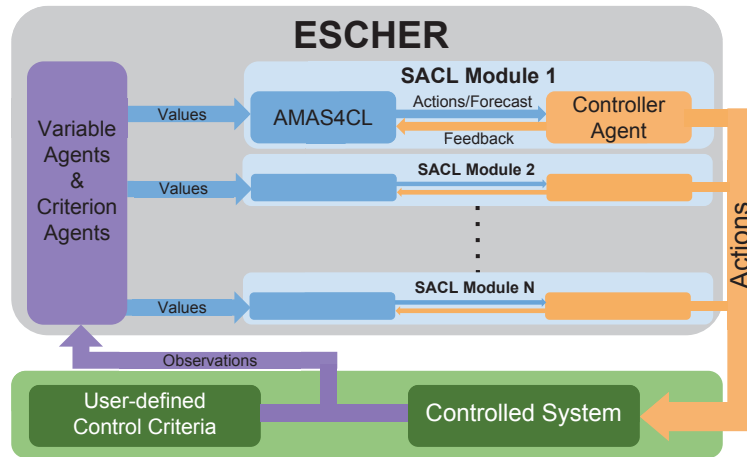 ESCHER
SACL Module 1
Variable
Agents
&
Criterion
Agents
Values
AMAS4CL
Actions/Forecast
Feedback
Controller
Agent
SACL Module 2
Values
SACL Module N
Values
Actions
Observations
User-defined
Control Criteria
Controlled System